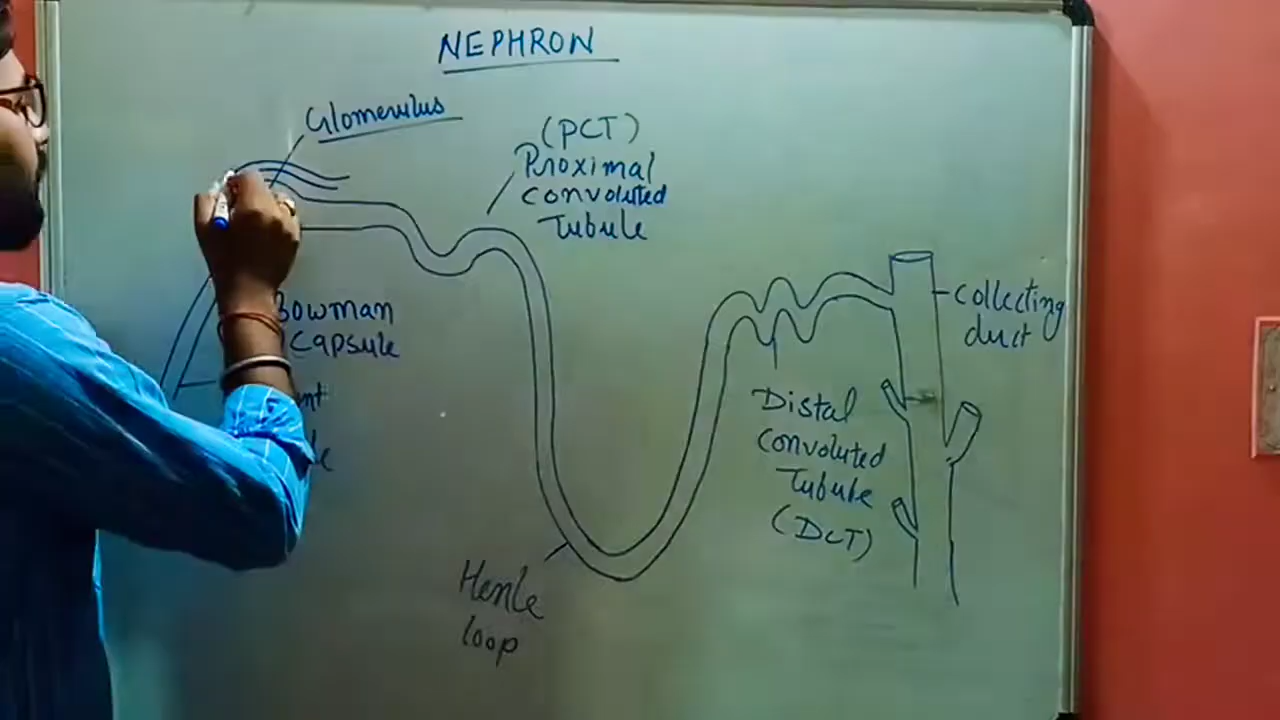 NEPHRON
Glomerulus
(PCT)
Proximal
convoluted
Tubule
Bowman
Capsule
collecting
duct
Distal
convoluted
Tubule
(DCT)
Henle
loop